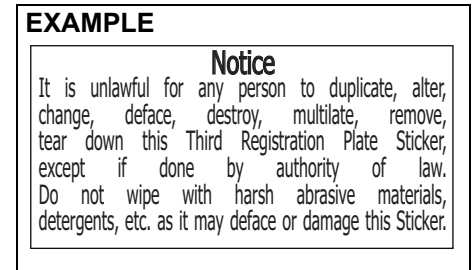 EXAMPLE
Notice
It is unlawful for any person to duplicate, alter,
change, deface, destroy, multilate, remove,
tear down this Third Registration Plate Sticker,
except if done by authority of law.
Do not wipe with harsh abrasive materials,
detergents, etc. as it may deface or damage this Sticker.